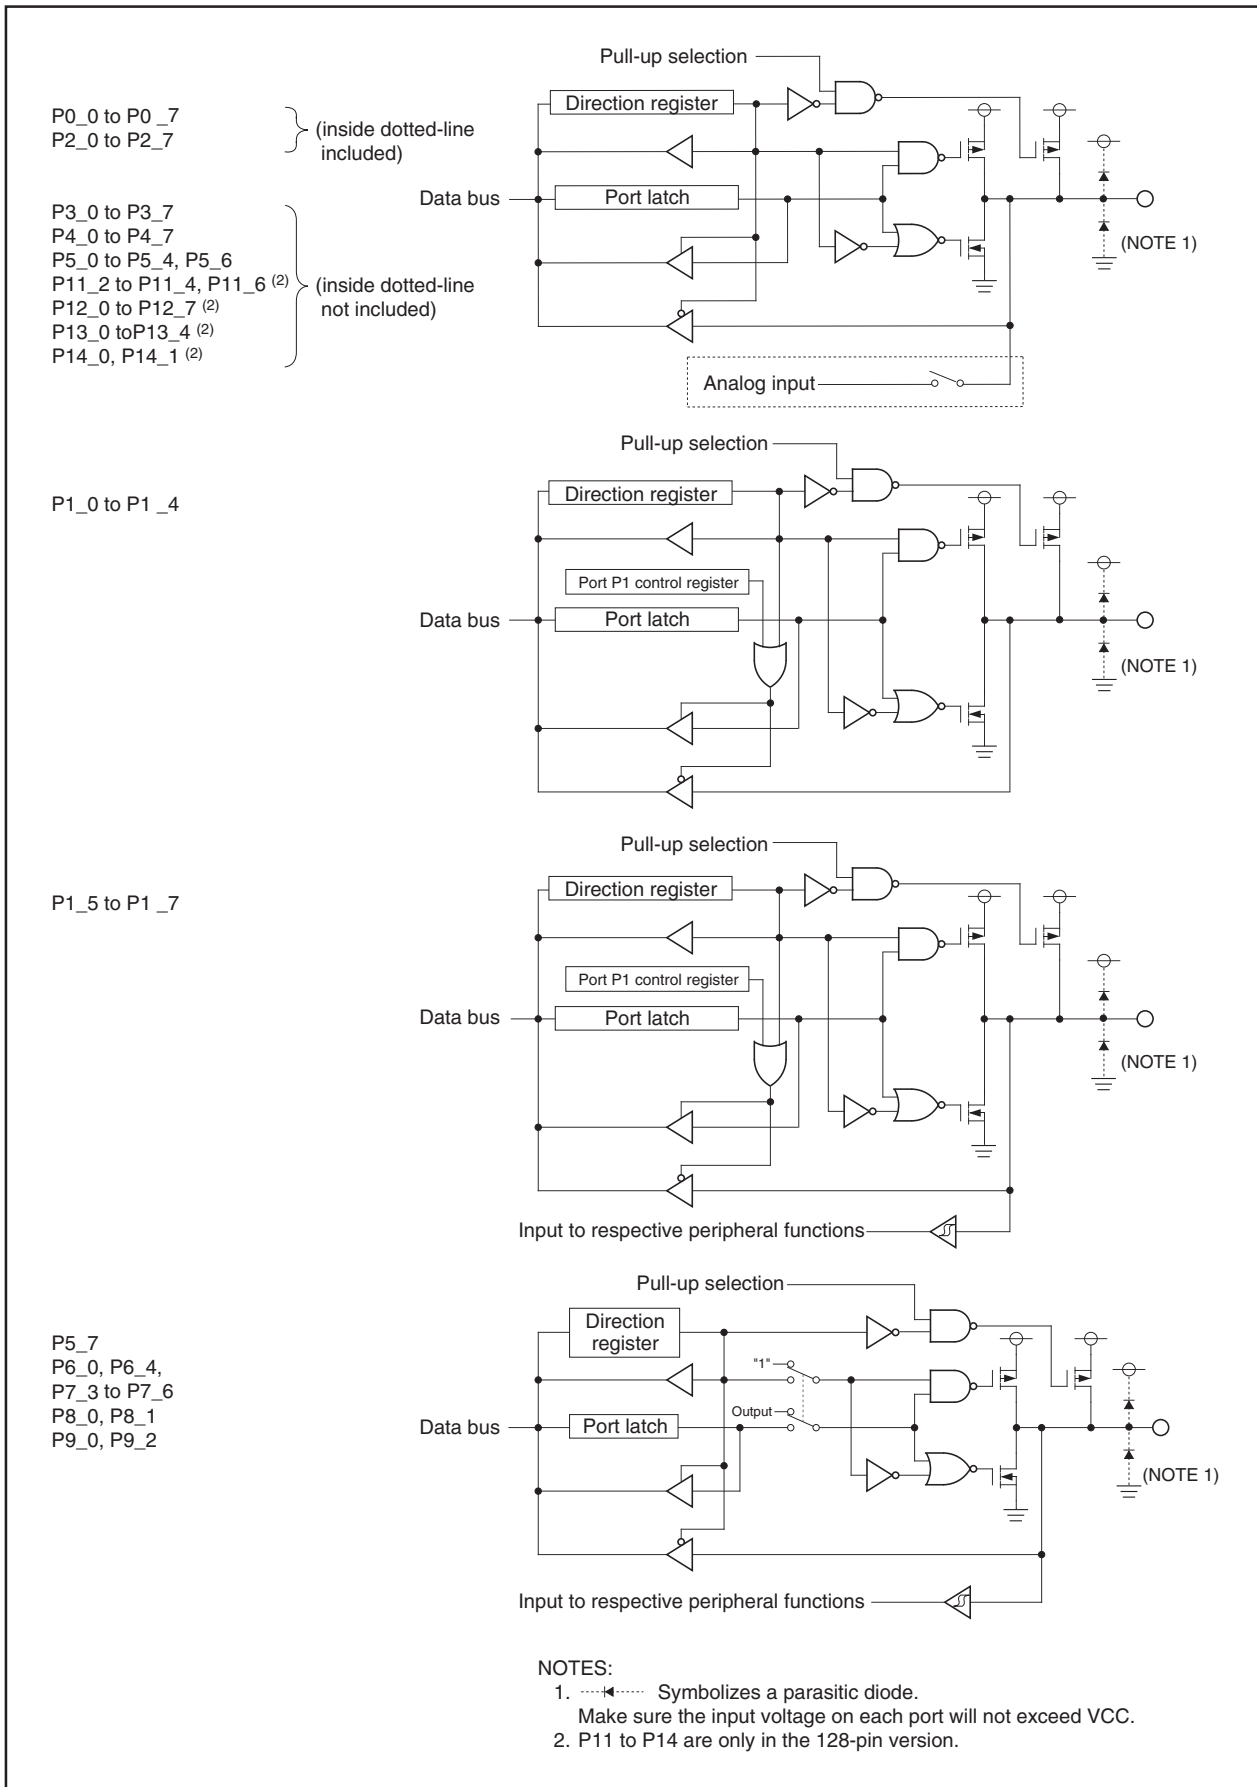 Pull-up selection
P0_0 to P0 _7
P2_0 to P2_7
(inside dotted-line
included)
Direction register
Data bus
Port latch
P3_0 to P3_7
P4_0 to P4_7
P5_0 to P5_4, P5_6
P11_2 to P11_4, P11_6 (2)
P12_0 to P12_7 (2)
P13_0 toP13_4 (2)
P14_0, P14_1 (2)
(inside dotted-line
not included)
(NOTE 1)
Analog input
Pull-up selection
P1_0 to P1 _4
Direction register
Port P1 control register
Data bus
Port latch
(NOTE 1)
Pull-up selection
P1_5 to P1 _7
Direction register
Port P1 control register
Data bus
Port latch
(NOTE 1)
Input to respective peripheral functions
Pull-up selection
P5_7
P6_0, P6_4,
P7_3 to P7_6
P8_0, P8_1
P9_0, P9_2
Direction
register
"1"
Output
Data bus
Port latch
(NOTE 1)
Input to respective peripheral functions
NOTES:
1. Symbolizes a parasitic diode.
Make sure the input voltage on each port will not exceed VCC.
2. P11 to P14 are only in the 128-pin version.